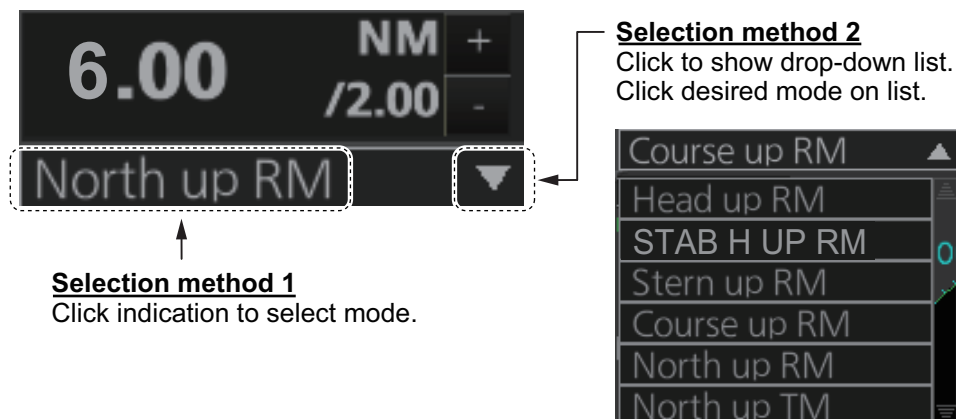 6.00 NM +
/2.00 -
North up RM ▼
Selection method 1
Click indication to select mode.
Selection method 2
Click to show drop-down list.
Click desired mode on list.
Course up RM ▲
Head up RM
STAB H UP RM
Stern up RM
Course up RM
North up RM
North up TM